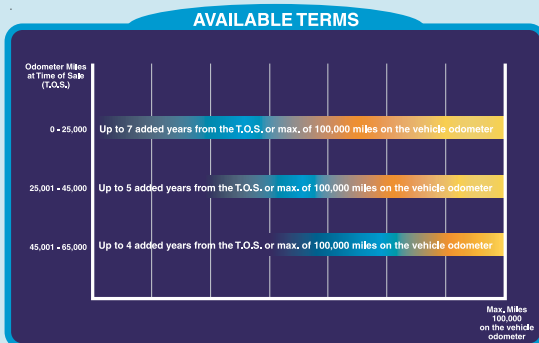 AVAILABLE TERMS
Odometer Miles
at Time of Sale
(T.O.S.)
0 - 25,000
Up to 7 added years from the T.O.S. or max. of 100,000 miles on the vehicle odometer
25,001 - 45,000
Up to 5 added years from the T.O.S. or max. of 100,000 miles on the vehicle odometer
45,001 - 65,000
Up to 4 added years from the T.O.S. or max. of 100,000 miles on the vehicle odometer
Max. Miles
100,000
on the vehicle
odometer